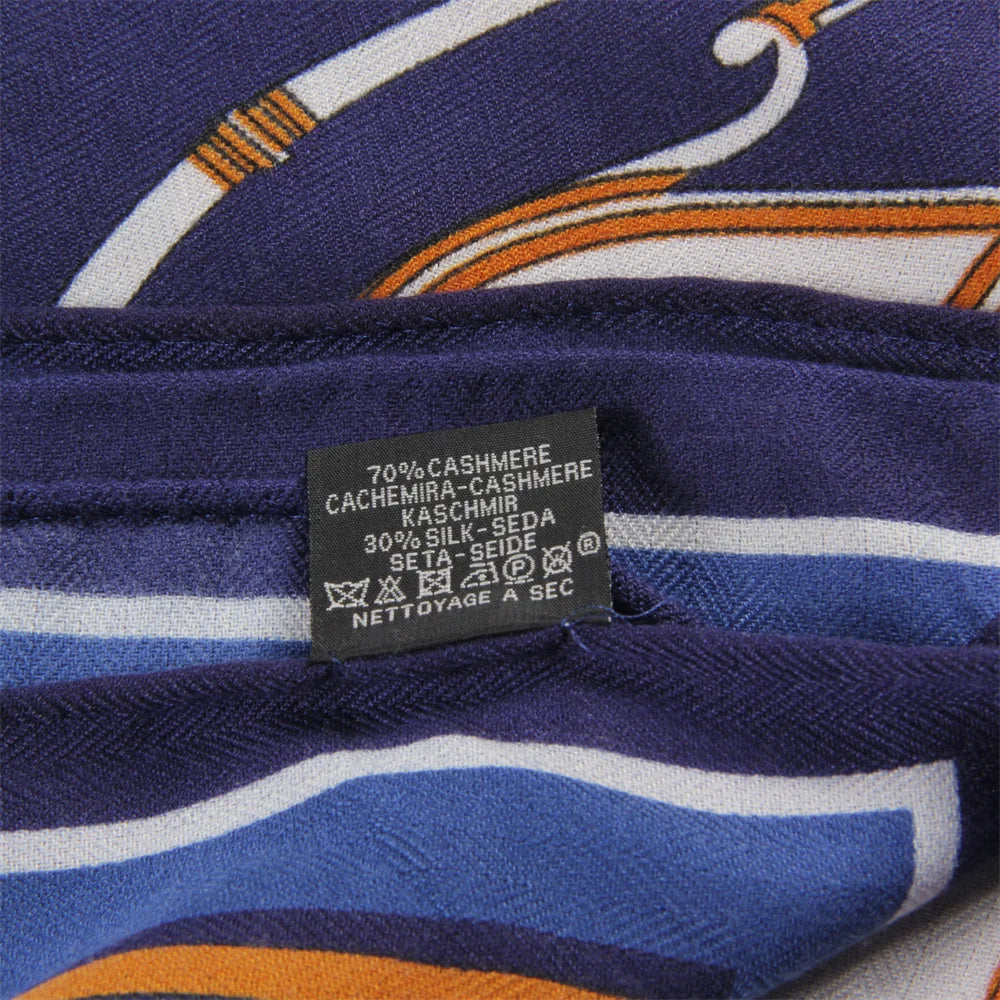 70%CASHMERE
CACHEMIRA-CASHMERE
KASCHMIR
30%SILK-SEDA
SETA-SEIDE
P ®
NETTOYAGE A SEC